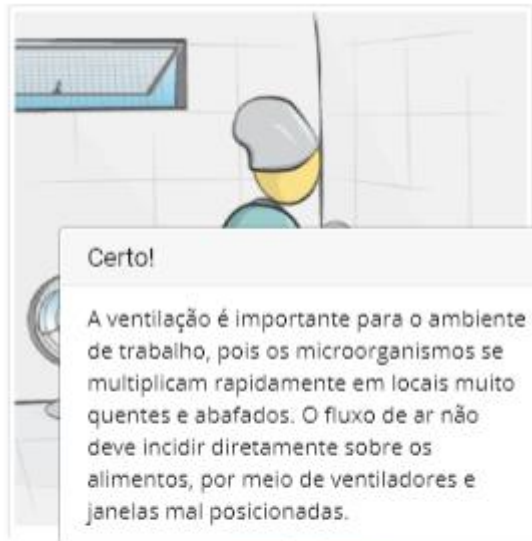 Certo!
A ventilação é importante para o ambiente
de trabalho, pois os microorganismos se
multiplicam rapidamente em locais muito
quentes e abafados. O fluxo de ar não
deve incidir diretamente sobre os
alimentos, por meio de ventiladores e
janelas mal posicionadas.